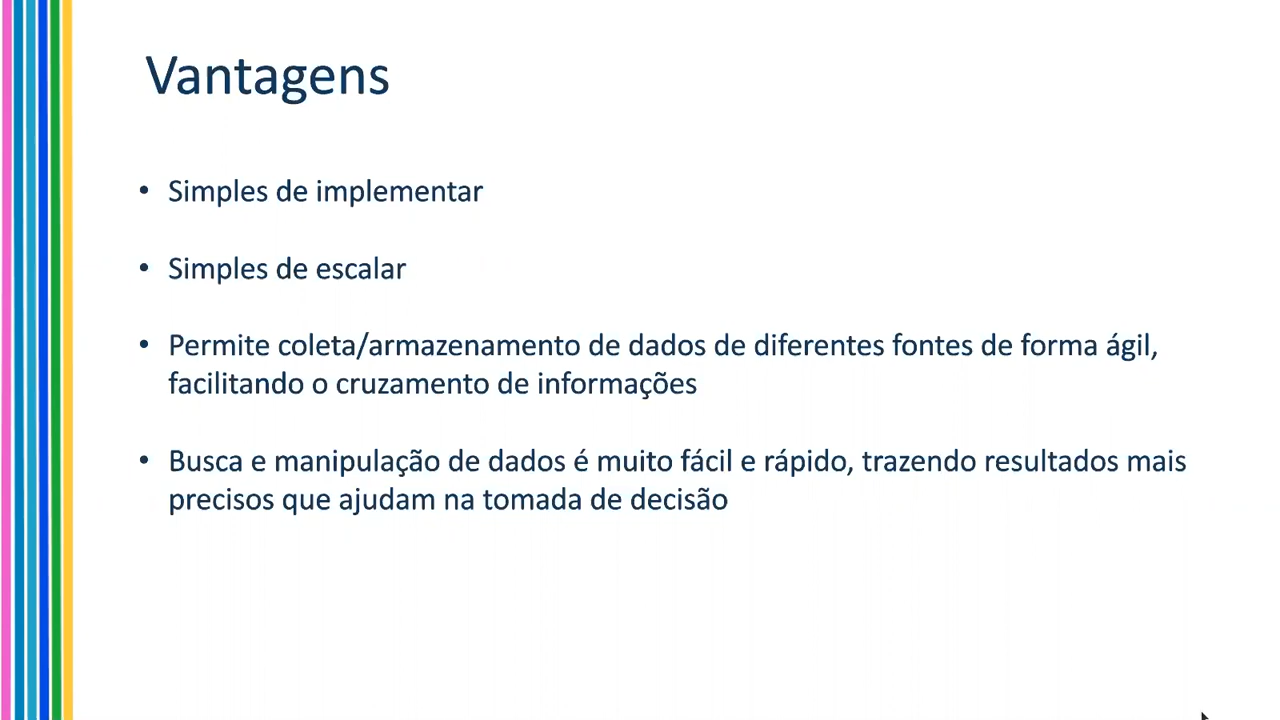 Vantagens
• Simples de implementar
• Simples de escalar
• Permite coleta/armazenamento de dados de diferentes fontes de forma ágil,
facilitando o cruzamento de informações
• Busca e manipulação de dados é muito fácil e rápido, trazendo resultados mais
precisos que ajudam na tomada de decisão